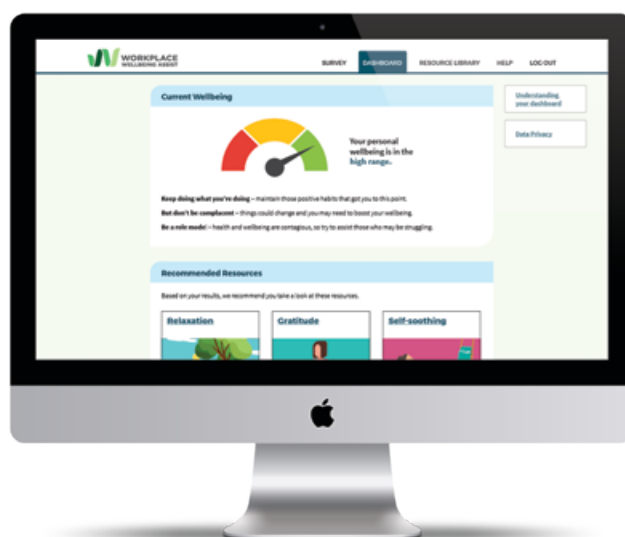 WORKPLACE
WELLBEING ASSIST
SURVEY DASHBOARD RESOURCE LIBRARY HELP LOG OUT
Current Wellbeing
Your personal
wellbeing is in the
high range.
Keep doing what you're doing – maintain those positive habits that got you to this point.
But don't be complacent – things could change and you may need to boost your wellbeing.
Be a role model – health and wellbeing are contagious, so try to assist those who may be struggling.
Understanding
your dashboard
Data Privacy
Recommended Resources
Based on your results, we recommend you take a look at these resources.
Relaxation Gratitude Self-soothing